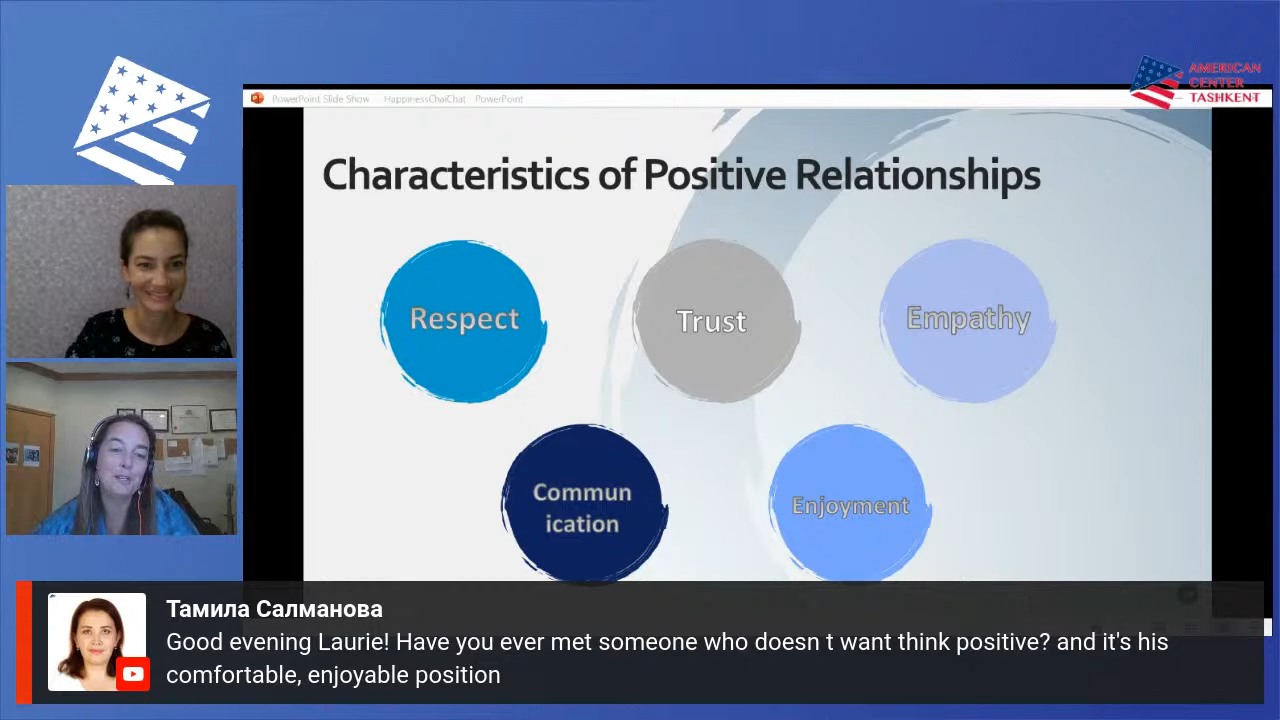 AMERICAN
CENTER
TASHKENT
PowerPoint Slide Show - HappinessChaiChat - PowerPoint
Characteristics of Positive Relationships
Respect
Trust
Empathy
Commun
ication
Enjoyment
Тамила Салманова
Good evening Laurie! Have you ever met someone who doesn t want think positive? and it's his
comfortable, enjoyable position